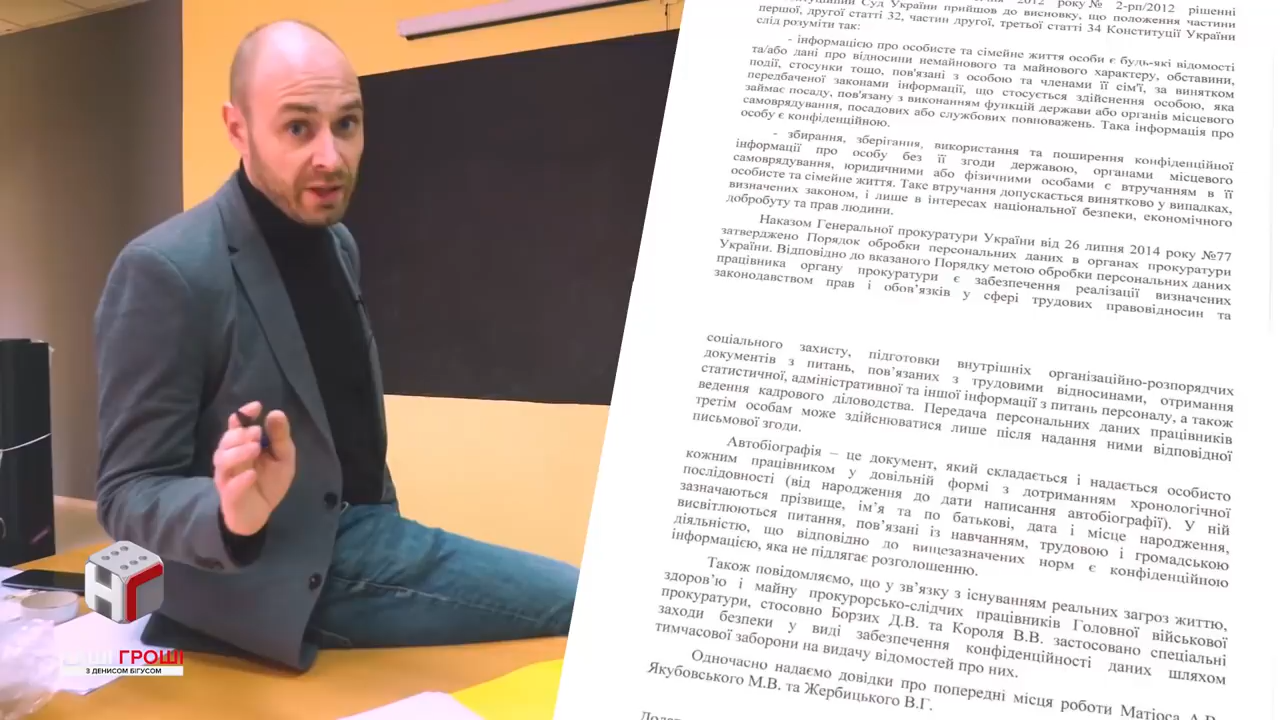 2012 року № 2-рп/2012 рішенні
Суд України прийшов до висновку, що положення частини
першої, другої статті 32, частин другої, третьої статті 34 Конституції України
слід розуміти так:
- інформацією про особисте та сімейне життя особи є будь-які відомості
та/або дані про відносини немайнового та майнового характеру, обставини,
події, стосунки тощо, пов'язані з особою та членами її сім'ї, за винятком
передбаченої законами інформації, що стосується здійснення особою, яка
займає посаду, пов'язану з виконанням функцій держави або органів місцевого
самоврядування, посадових або службових повноважень. Така інформація про
особу є конфіденційною.
- збирання, зберігання, використання та поширення конфіденційної
інформації про особу без її згоди державою, органами місцевого
самоврядування, юридичними або фізичними особами є втручанням в її
особисте та сімейне життя. Таке втручання допускається винятково у випадках,
визначених законом, і лише в інтересах національної безпеки, економічного
добробуту та прав людини.
Наказом Генеральної прокуратури України від 26 липня 2014 року №77
затверджено Порядок обробки персональних даних в органах прокуратури
України. Відповідно до вказаного Порядку метою обробки персональних даних
працівника органу прокуратури є забезпечення реалізації визначених
законодавством прав і обов’язків у сфері трудових правовідносин та
соціального захисту, підготовки внутрішніх організаційно-розпорядчих
документів з питань, пов’язаних з трудовими відносинами, отримання
статистичної, адміністративної та іншої інформації з питань персоналу, а також
ведення кадрового діловодства. Передача персональних даних працівників
третім особам може здійснюватися лише після надання ними відповідної
письмової згоди.
Автобіографія – це документ, який складається і надається особисто
кожним працівником у довільній формі з дотриманням хронологічної
послідовності (від народження до дати написання автобіографії). У ній
зазначаються прізвище, ім’я та по батькові, дата і місце народження,
висвітлюються питання, пов’язані із навчанням, трудовою і громадською
діяльністю, що відповідно до вищезазначених норм є конфіденційною
інформацією, яка не підлягає розголошенню.
Також повідомляємо, що у зв’язку з існуванням реальних загроз життю,
здоров’ю і майну прокурорсько-слідчих працівників Головної військової
прокуратури, стосовно Борзих Д.В. та Короля В.В. застосовано спеціальні
заходи безпеки у виді забезпечення конфіденційності даних шляхом
тимчасової заборони на видачу відомостей про них.
Одночасно надаємо довідки про попередні місця роботи Матіоса
Якубовського М.В. та Жербицького В.Г.
НГ
НАШІ ГРОШІ
З ДЕНИСОМ БІГУСОМ